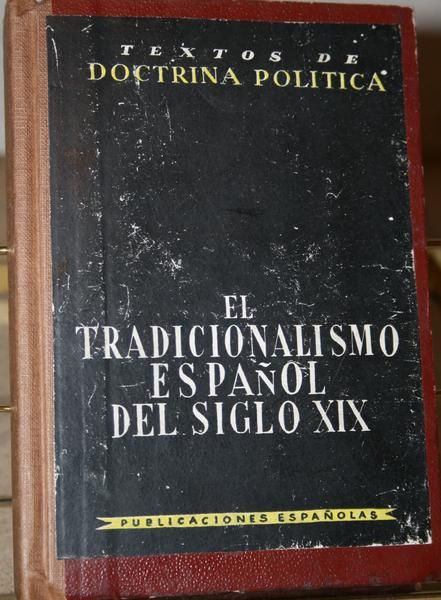 TEXTOS DE
DOCTRINA POLITICA
EL
TRADICIONALISMO
ESPAÑOL
DEL SIGLO XIX
PUBLICACIONES ESPAÑOLAS